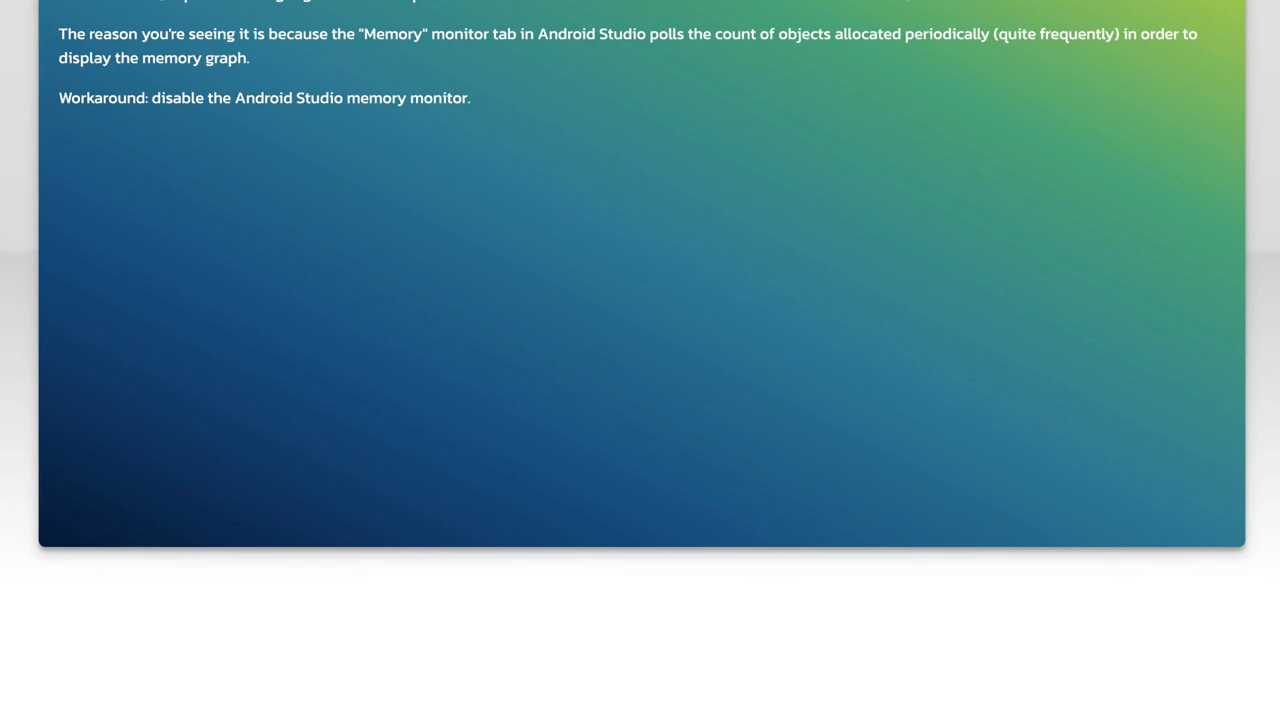 The reason you're seeing it is because the "Memory" monitor tab in Android Studio polls the count of objects allocated periodically (quite frequently) in order to
display the memory graph.
Workaround: disable the Android Studio memory monitor.